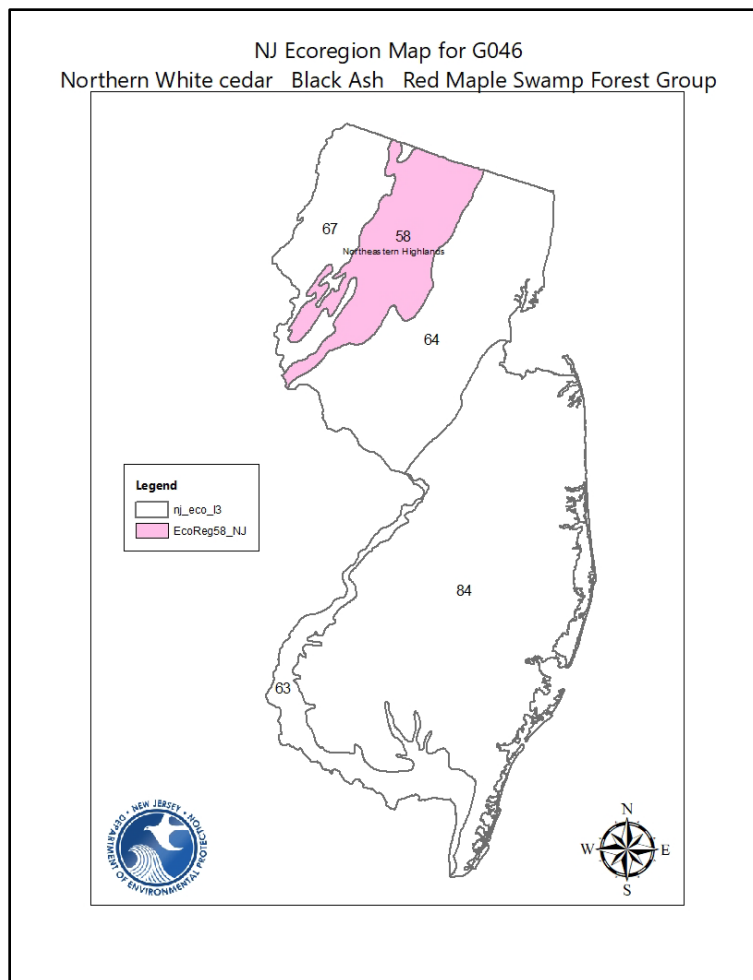 NJ Ecoregion Map for G046
Northern White cedar Black Ash Red Maple Swamp Forest Group
67
58
Northeastern Highlands
64
Legend
nj_eco_l3
EcoReg58_NJ
84
63
• NEW JERSEY •
DEPARTMENT OF ENVIRONMENTAL PROTECTION
N
W E
S